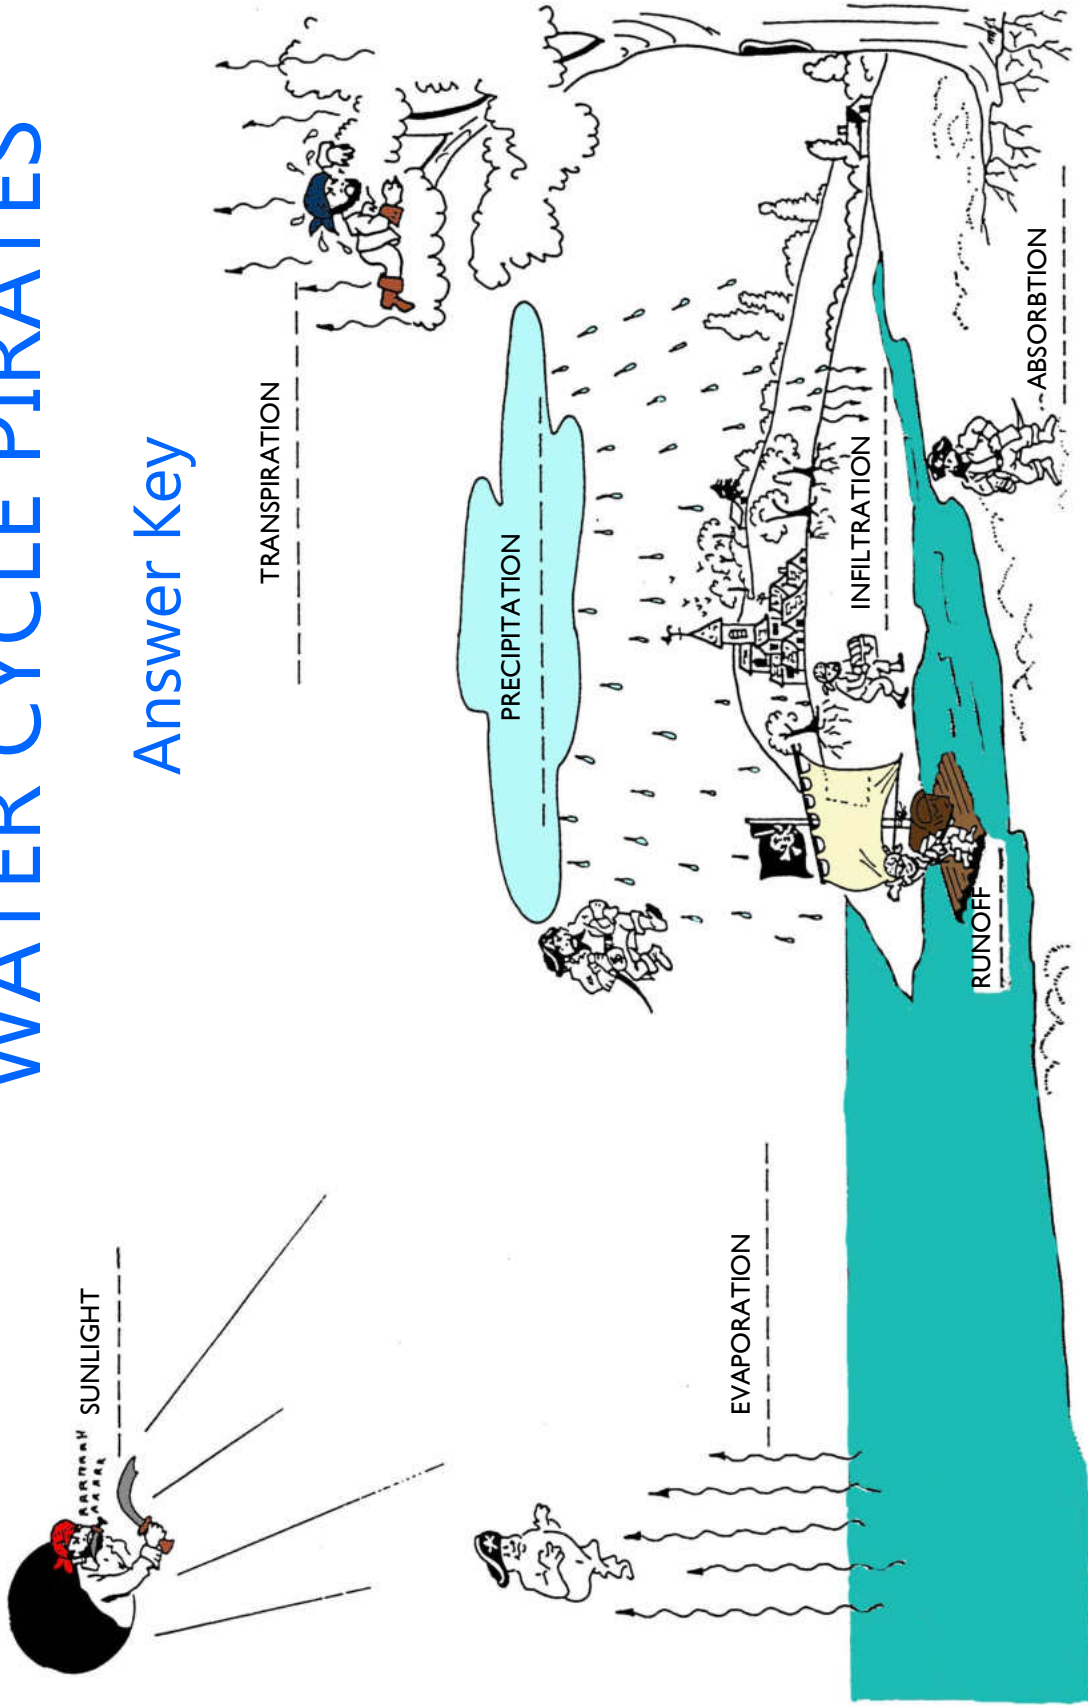 WATER CYCLE PIRATES
Answer Key
SUNLIGHT
TRANSPIRATION
PRECIPITATION
EVAPORATION
INFILTRATION
RUNOFF
ABSORBTION